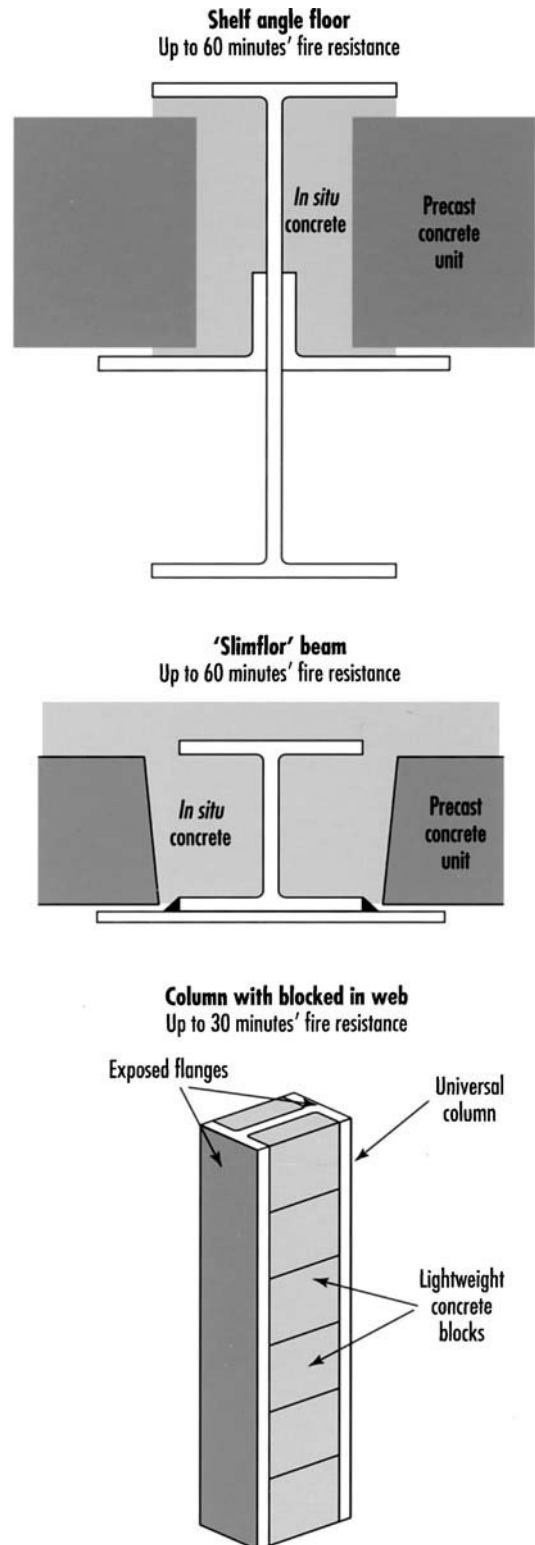 Shelf angle floor
Up to 60 minutes' fire resistance
In situ
concrete
Precast
concrete
unit
'Slimflor' beam
Up to 60 minutes' fire resistance
In situ
concrete
Precast
concrete
unit
Column with blocked in web
Up to 30 minutes' fire resistance
Exposed flanges
Universal
column
Lightweight
concrete
blocks